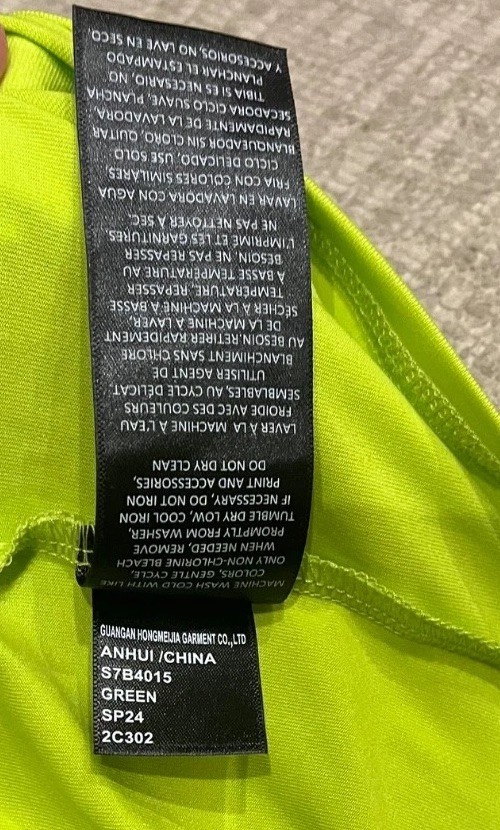 MACHINE WASH COLD WITH LIKE
COLORS, GENTLE CYCLE,
ONLY NON-CHLORINE BLEACH
WHEN NEEDED, REMOVE
PROMPTLY FROM WASHER,
TUMBLE DRY LOW, COOL IRON
IF NECESSARY, DO NOT IRON
PRINT AND ACCESSORIES,
DO NOT DRY CLEAN
LAVER À LA MACHINE À L'EAU
FROIDE AVEC DES COULEURS
SEMBLABLES, AU CYCLE DÉLICAT,
UTILISER AGENT DE
BLANCHIMENT SANS CHLORE
AU BESOIN.RETIRER RAPIDEMENT
DE LA MACHINE À LAVER,
SÉCHER À LA MACHINE À BASSE
TEMPÉRATURE, REPASSER
À BASSE TEMPÉRATURE AU
BESOIN, NE PAS REPASSER
L'IMPRIMÉ ET LES GARNITURES,
NE PAS NETTOYER À SEC.
LAVAR EN LAVADORA CON AGUA
FRIA CON COLORES SIMILARES,
CICLO DELICADO, USE SOLO
BLANQUEADOR SIN CLORO, QUITAR
RÁPIDAMENTE DE LA LAVADORA
SECADORA CICLO SUAVE, PLANCHA
TIBIA SI ES NECESARIO, NO,
PLANCHAR EL ESTAMPADO
Y ACCESORIOS, NO LAVE EN SECO.
GUANGAN HONGMEIJIA GARMENT CO.,LTD
ANHUI /CHINA
S7B4015
GREEN
SP24
2C302